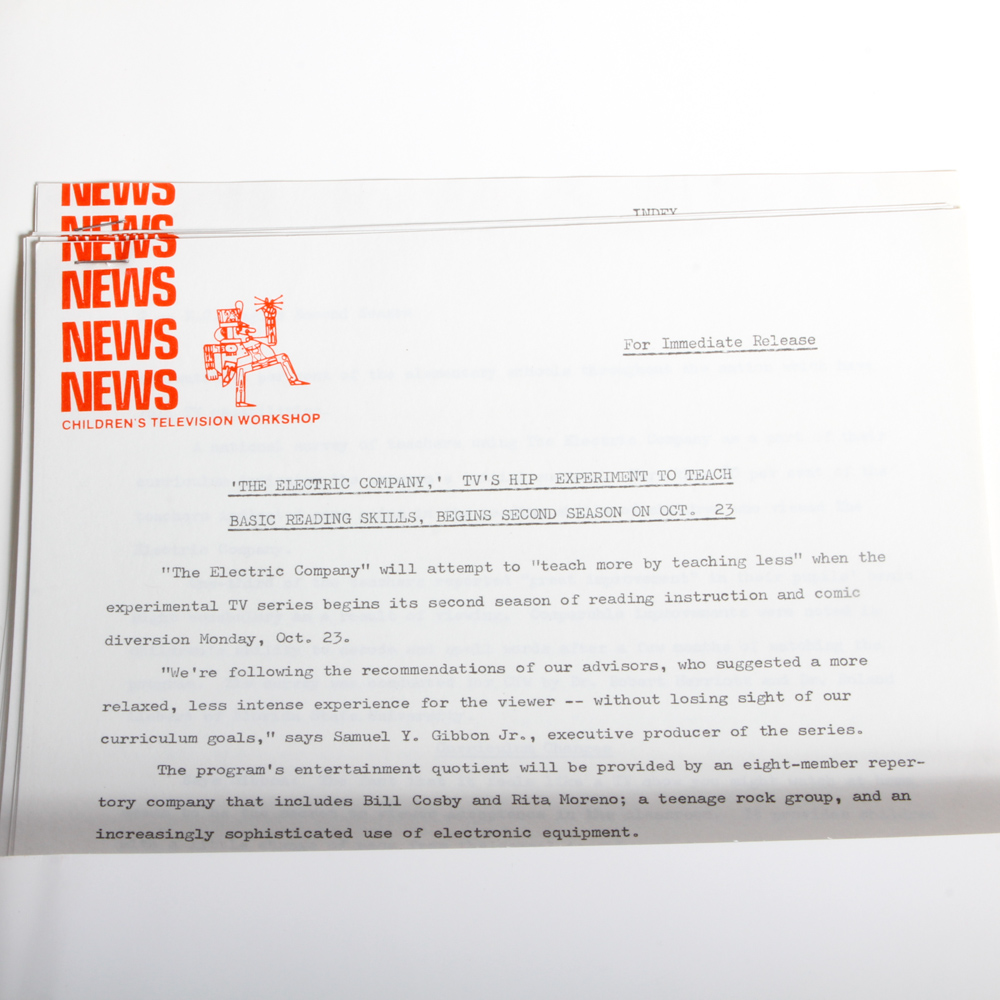 NEWS
INDEX
NEWS
NEWS
NEWS
NEWS
NEWS
For Immediate Release
CHILDREN'S TELEVISION WORKSHOP
'THE ELECTRIC COMPANY,' TV'S HIP EXPERIMENT TO TEACH
BASIC READING SKILLS, BEGINS SECOND SEASON ON OCT. 23
"The Electric Company" will attempt to "teach more by teaching less" when the
experimental TV series begins its second season of reading instruction and comic
diversion Monday, Oct. 23.
"We're following the recommendations of our advisors, who suggested a more
relaxed, less intense experience for the viewer -- without losing sight of our
curriculum goals," says Samuel Y. Gibbon Jr., executive producer of the series.
The program's entertainment quotient will be provided by an eight-member reper-
tory company that includes Bill Cosby and Rita Moreno; a teenage rock group, and an
increasingly sophisticated use of electronic equipment.